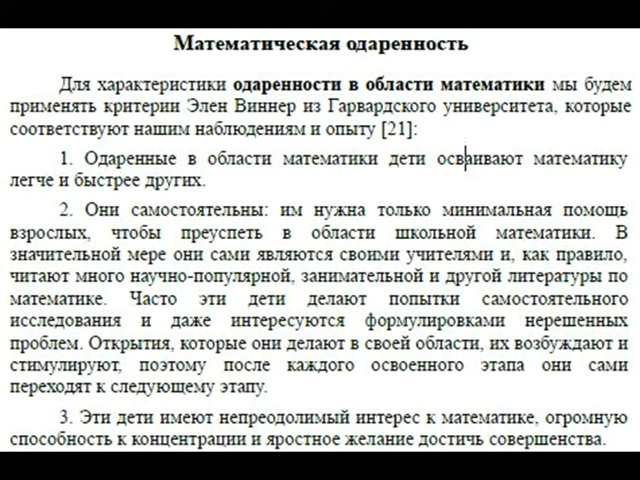 Математическая одаренность
Для характеристики одаренности в области математики мы будем
применять критерии Элен Виннер из Гарвардского университета, которые
соответствуют нашим наблюдениям и опыту [21]:
1. Одаренные в области математики дети осваивают математику
легче и быстрее других.
2. Они самостоятельны: им нужна только минимальная помощь
взрослых, чтобы преуспеть в области школьной математики. В
значительной мере они сами являются своими учителями и, как правило,
читают много научно-популярной, занимательной и другой литературы по
математике. Часто эти дети делают попытки самостоятельного
исследования и даже интересуются формулировками нерешенных
проблем. Открытия, которые они делают в своей области, их возбуждают и
стимулируют, поэтому после каждого освоенного этапа они сами
переходят к следующему этапу.
3. Эти дети имеют непреодолимый интерес к математике, огромную
способность к концентрации и яростное желание достичь совершенства.